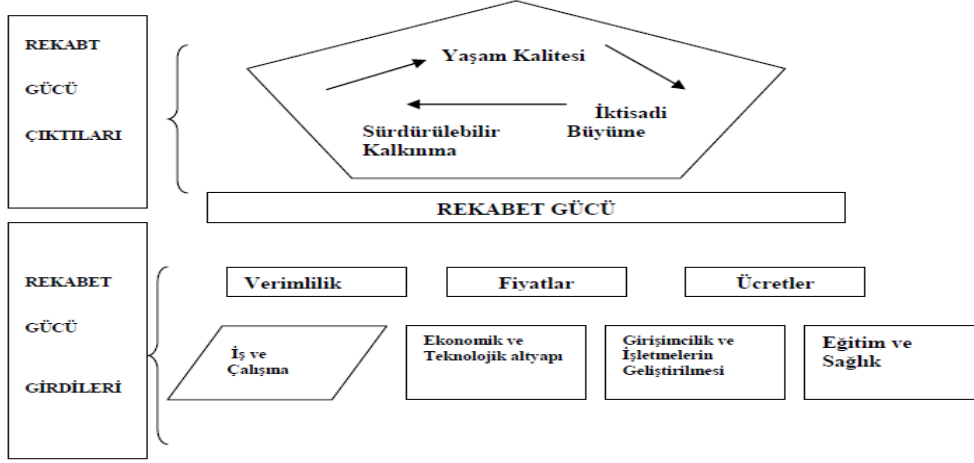 REKABT
GÜCÜ
ÇIKTILARI
Yaşam Kalitesi
İktisadi
Büyüme
Sürdürülebilir
Kalkınma
REKABET GÜCÜ
REKABET
GÜCÜ
GİRDİLERİ
Verimlilik
Fiyatlar
Ücretler
İş ve
Çalışma
Ekonomik ve
Teknolojik altyapı
Girişimcilik ve
İşletmelerin
Geliştirilmesi
Eğitim ve
Sağlık